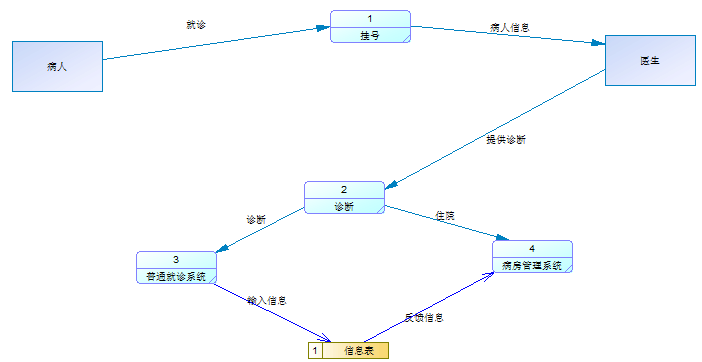 就诊
1
挂号
病人信息
病人
医生
提供诊断
2
诊断
诊断
住院
3
普通就诊系统
4
病房管理系统
输入信息
反馈信息
1 信息表